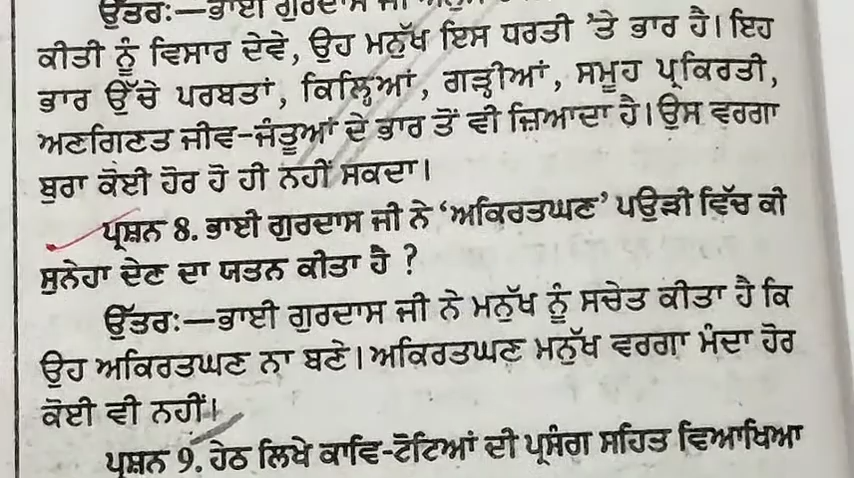 ਉੱਤਰ:—ਭਾਈ ਗੁਰਦਾਸ ਜੀ
ਕੀਤੀ ਨੂੰ ਵਿਸਾਰ ਦੇਵੇ, ਉਹ ਮਨੁੱਖ ਇਸ ਧਰਤੀ 'ਤੇ ਭਾਰ ਹੈ। ਇਹ
ਭਾਰ ਉੱਚੇ ਪਰਬਤਾਂ, ਕਿਲ੍ਹਿਆਂ, ਗੜ੍ਹੀਆਂ, ਸਮੂਹ ਪ੍ਰਕਿਰਤੀ,
ਅਣਗਿਣਤ ਜੀਵ-ਜੰਤੂਆਂ ਦੇ ਭਾਰ ਤੋਂ ਵੀ ਜ਼ਿਆਦਾ ਹੈ। ਉਸ ਵਰਗਾ
ਬੁਰਾ ਕੋਈ ਹੋਰ ਹੋ ਹੀ ਨਹੀਂ ਸਕਦਾ।
ਪ੍ਰਸ਼ਨ 8. ਭਾਈ ਗੁਰਦਾਸ ਜੀ ਨੇ 'ਅਕਿਰਤਘਣ' ਪਉੜੀ ਵਿੱਚ ਕੀ
ਸੁਨੇਹਾ ਦੇਣ ਦਾ ਯਤਨ ਕੀਤਾ ਹੈ ?
ਉੱਤਰ:—ਭਾਈ ਗੁਰਦਾਸ ਜੀ ਨੇ ਮਨੁੱਖ ਨੂੰ ਸਚੇਤ ਕੀਤਾ ਹੈ ਕਿ
ਉਹ ਅਕਿਰਤਘਣ ਨਾ ਬਣੇ। ਅਕਿਰਤਘਣ ਮਨੁੱਖ ਵਰਗਾ ਮੰਦਾ ਹੋਰ
ਕੋਈ ਵੀ ਨਹੀਂ।
ਪ੍ਰਸ਼ਨ 9. ਹੇਠ ਲਿਖੇ ਕਾਵਿ-ਟੋਟਿਆਂ ਦੀ ਪ੍ਰਸੰਗ ਸਹਿਤ ਵਿਆਖਿਆ